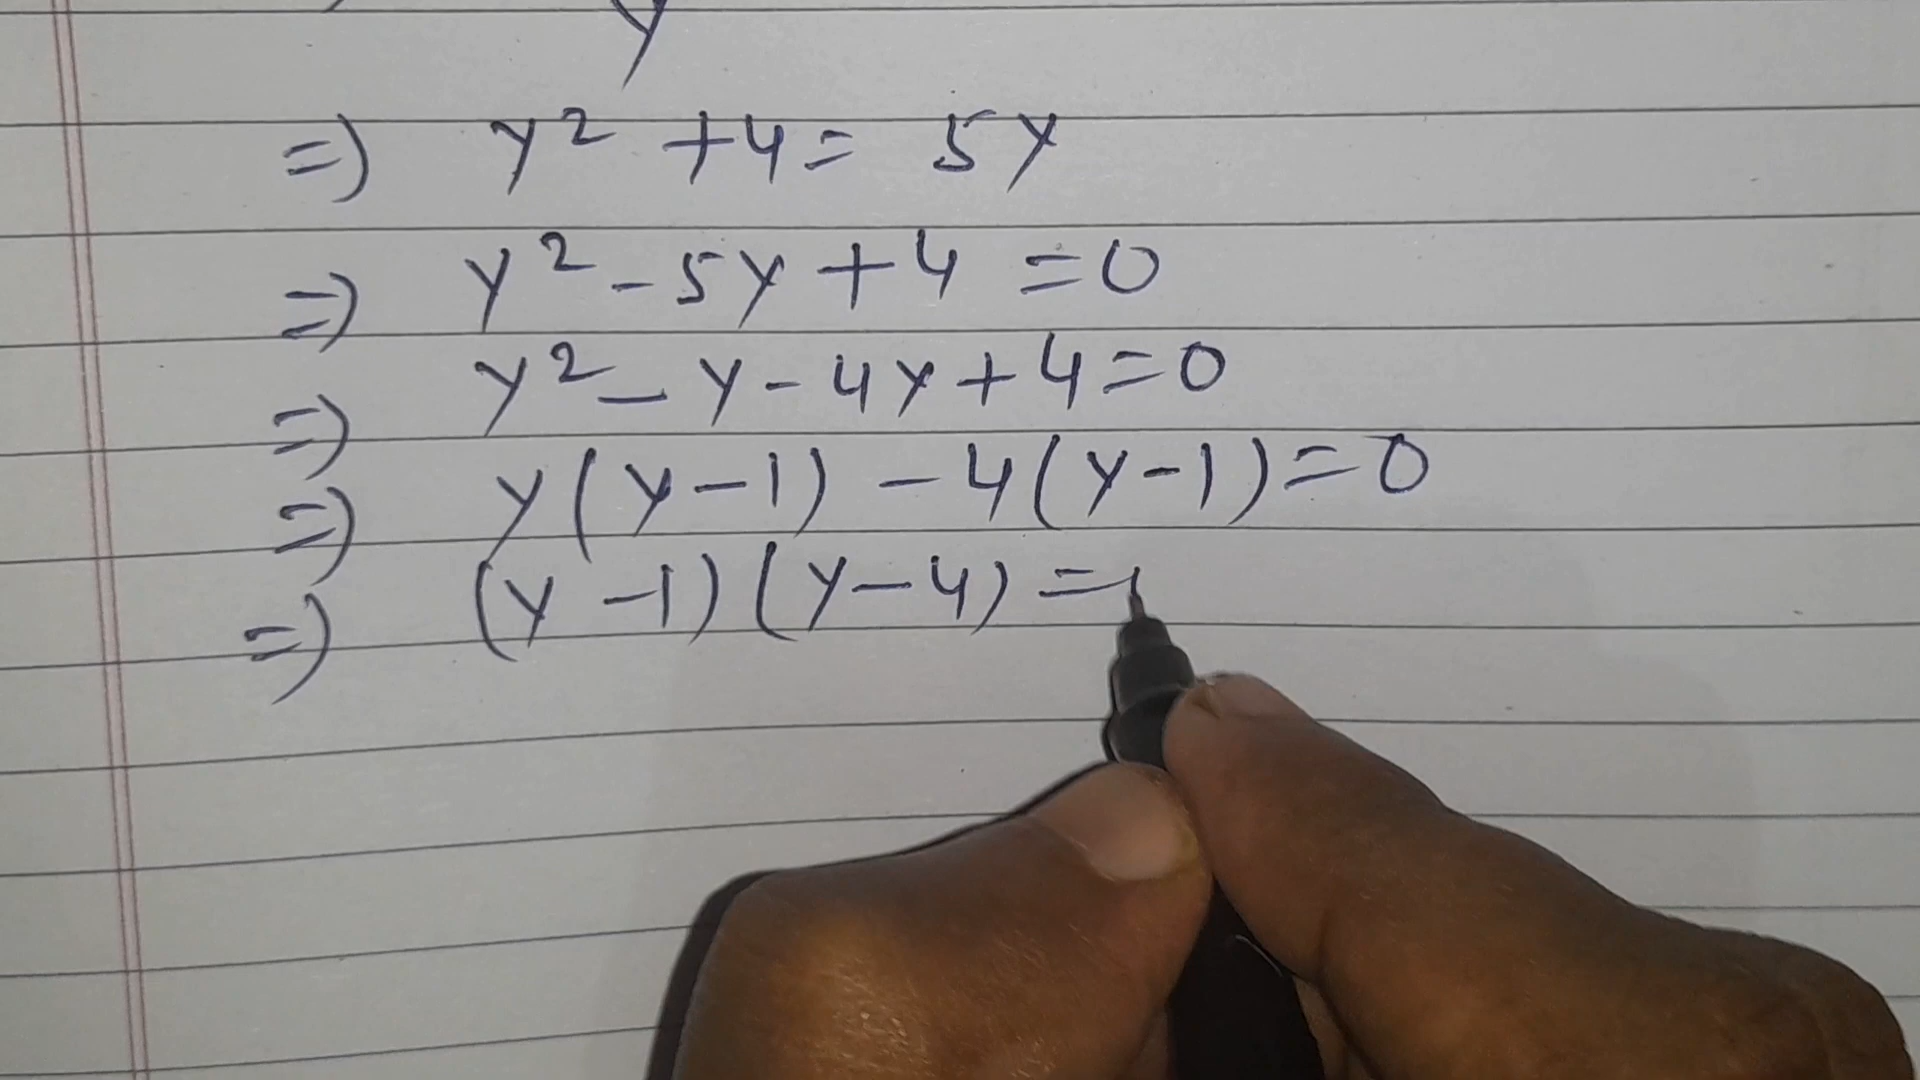 y
=) y² + 4 = 5y
=) y² - 5y + 4 = 0
=) y² - y - 4y + 4 = 0
=) y(y - 1) - 4(y - 1) = 0
=) (y - 1)(y - 4) =